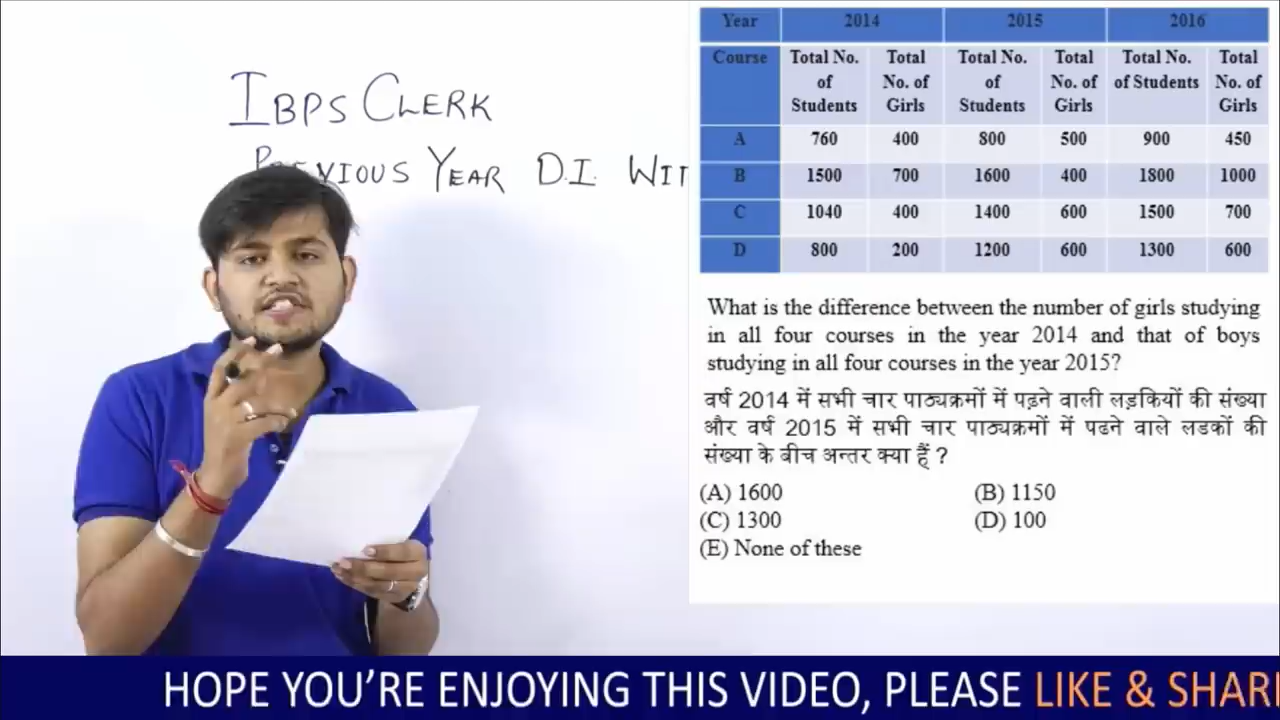 IBPS CLERK
PREVIOUS YEAR D.I. WIT
Year 2014 2015 2016
Course Total No. of Students Total No. of Girls Total No. of Students Total No. of Girls Total No. of Students Total No. of Girls
A 760 400 800 500 900 450
B 1500 700 1600 400 1800 1000
C 1040 400 1400 600 1500 700
D 800 200 1200 600 1300 600
What is the difference between the number of girls studying
in all four courses in the year 2014 and that of boys
studying in all four courses in the year 2015?
वर्ष 2014 में सभी चार पाठ्यक्रमों में पढ़ने वाली लड़कियों की संख्या
और वर्ष 2015 में सभी चार पाठ्यक्रमों में पढने वाले लडकों की
संख्या के बीच अन्तर क्या हैं ?
(A) 1600 (B) 1150
(C) 1300 (D) 100
(E) None of these
HOPE YOU’RE ENJOYING THIS VIDEO, PLEASE LIKE & SHARI